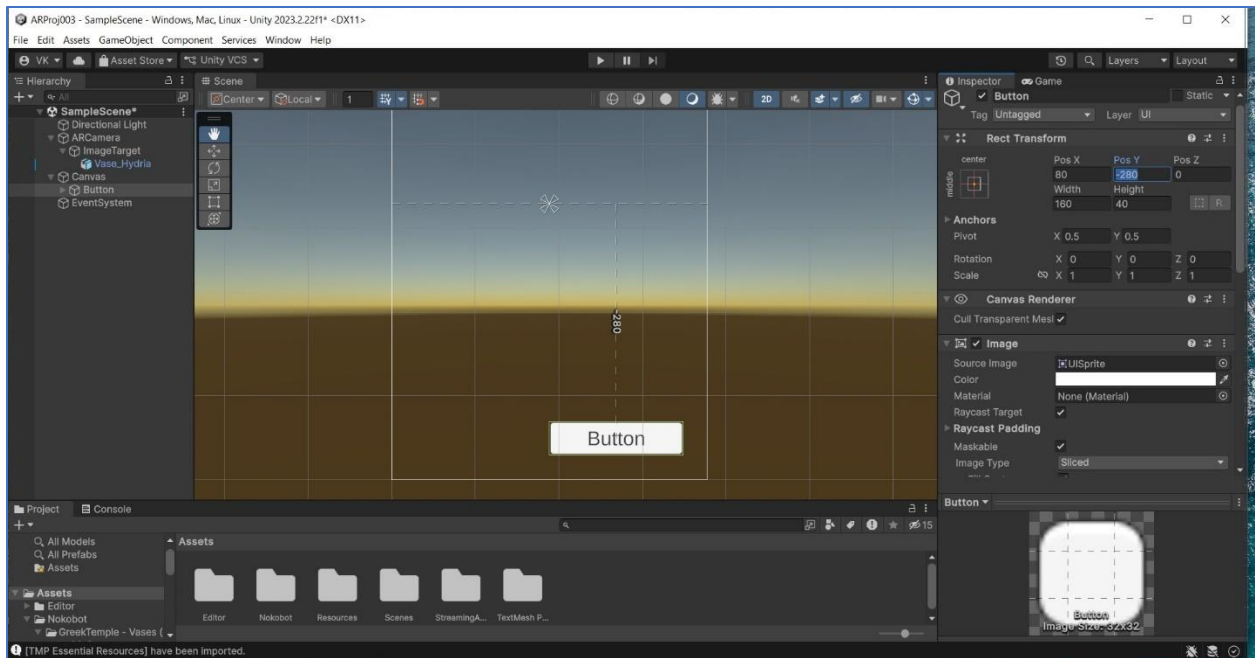 ARProj003 - SampleScene - Windows, Mac, Linux - Unity 2023.2.22f1* <DX11>
File Edit Assets GameObject Component Services Window Help
VK Asset Store Unity VCS Layers Layout
Hierarchy
All
SampleScene*
Directional Light
ARCamera
ImageTarget
Vase_Hydria
Canvas
Button
EventSystem
Scene
Center Local 1 2D
-280
Button
Inspector Game
Button Static
Tag Untagged Layer UI
Rect Transform
center Pos X Pos Y Pos Z
middle 80 -280 0
Width Height
160 40 R
Anchors
Pivot X 0.5 Y 0.5
Rotation X 0 Y 0 Z 0
Scale X 1 Y 1 Z 1
Canvas Renderer
Cull Transparent Mesl
Image
Source Image UISprite
Color
Material None (Material)
Raycast Target
Raycast Padding
Maskable
Image Type Sliced
Button
Button
Image Size: 32x32
Project Console
15
All Models
All Prefabs
Assets
Assets
Editor
Nokobot
GreekTemple - Vases (
Assets
Editor Nokobot Resources Scenes StreamingA... TextMesh P...
[TMP Essential Resources] have been imported.